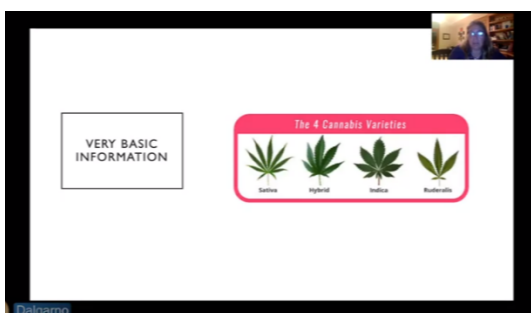 VERY BASIC
INFORMATION
The 4 Cannabis Varieties
Sativa Hybrid Indica Ruderalis
Dalgarno